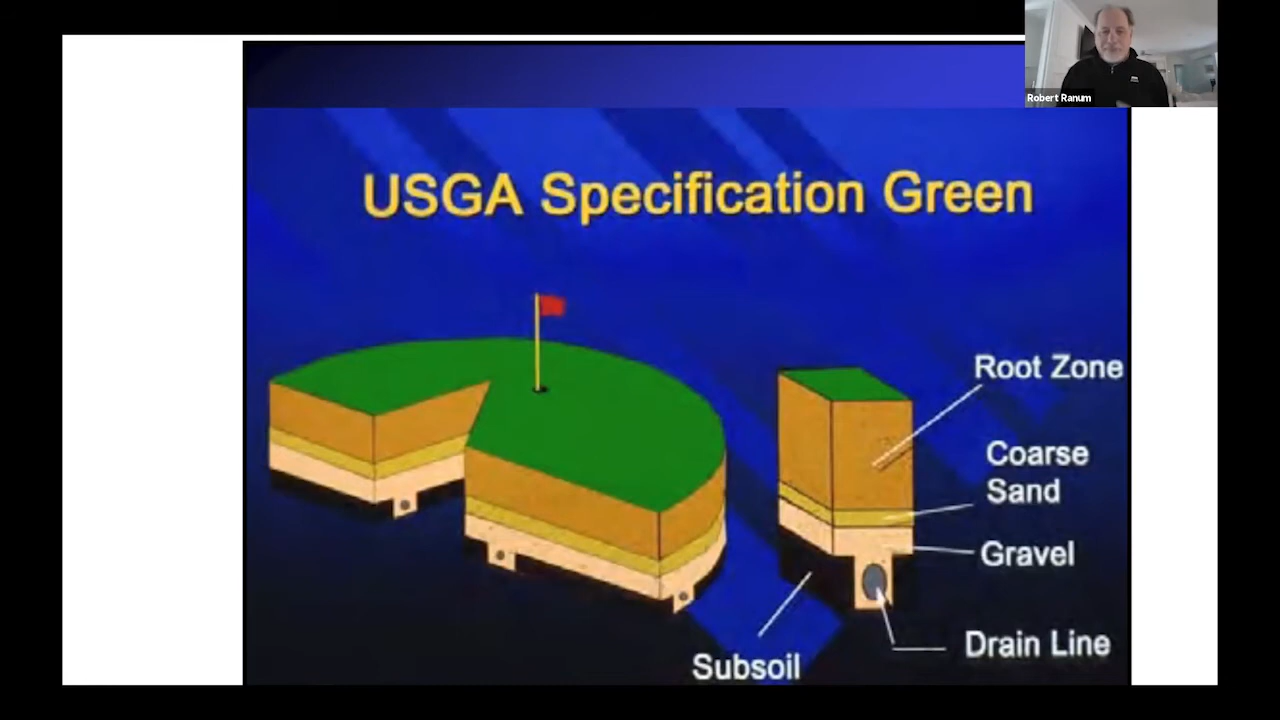 Robert Ranum
USGA Specification Green
Root Zone
Coarse
Sand
Gravel
Drain Line
Subsoil